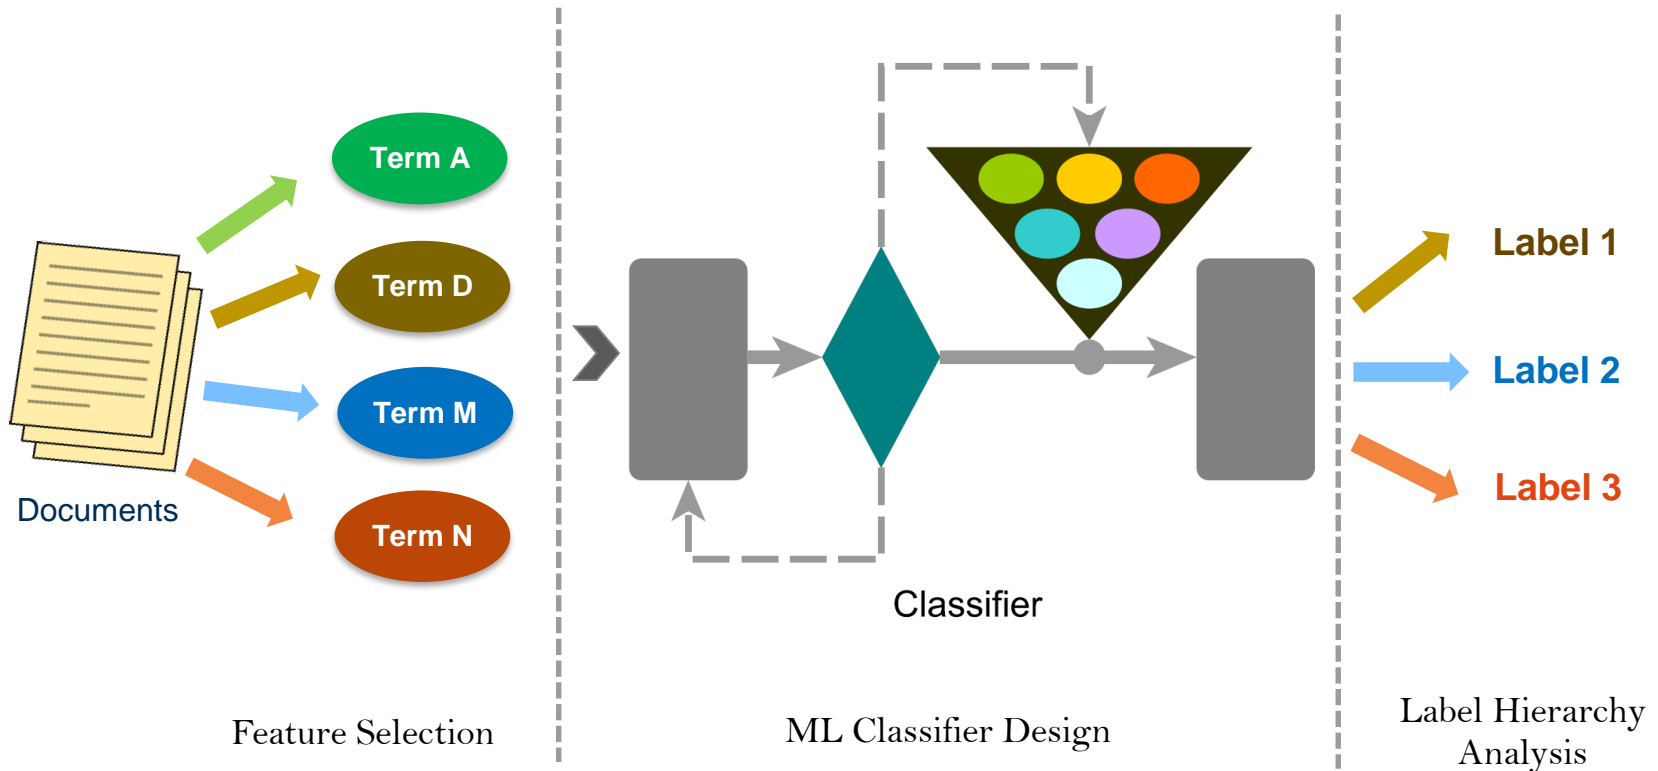 Term A
Term D
Term M
Term N
Documents
Classifier
Label 1
Label 2
Label 3
Feature Selection
ML Classifier Design
Label Hierarchy
Analysis